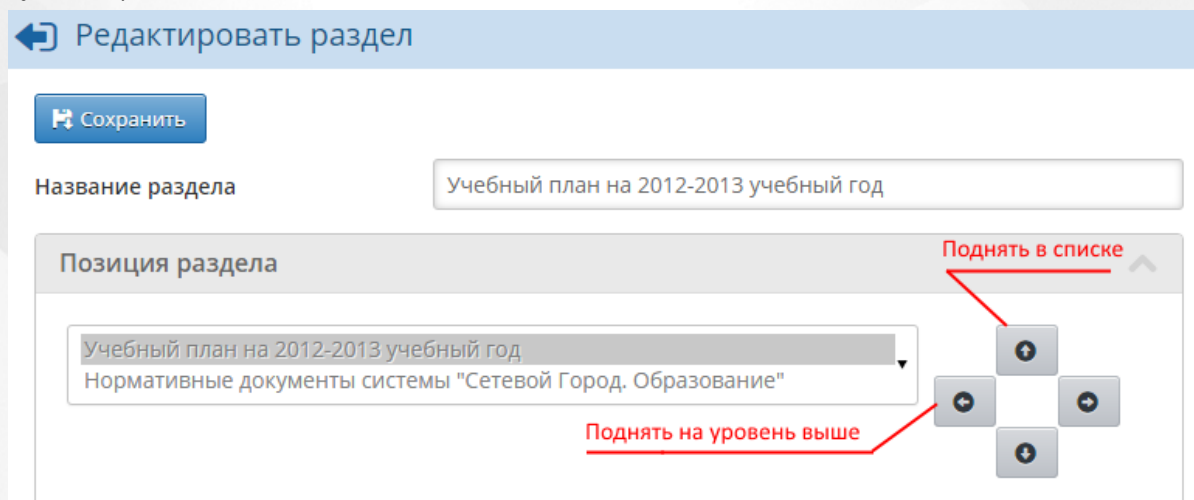 Редактировать раздел
Сохранить
Название раздела
Учебный план на 2012-2013 учебный год
Позиция раздела
Поднять в списке
Учебный план на 2012-2013 учебный год
Нормативные документы системы "Сетевой Город. Образование"
Поднять на уровень выше